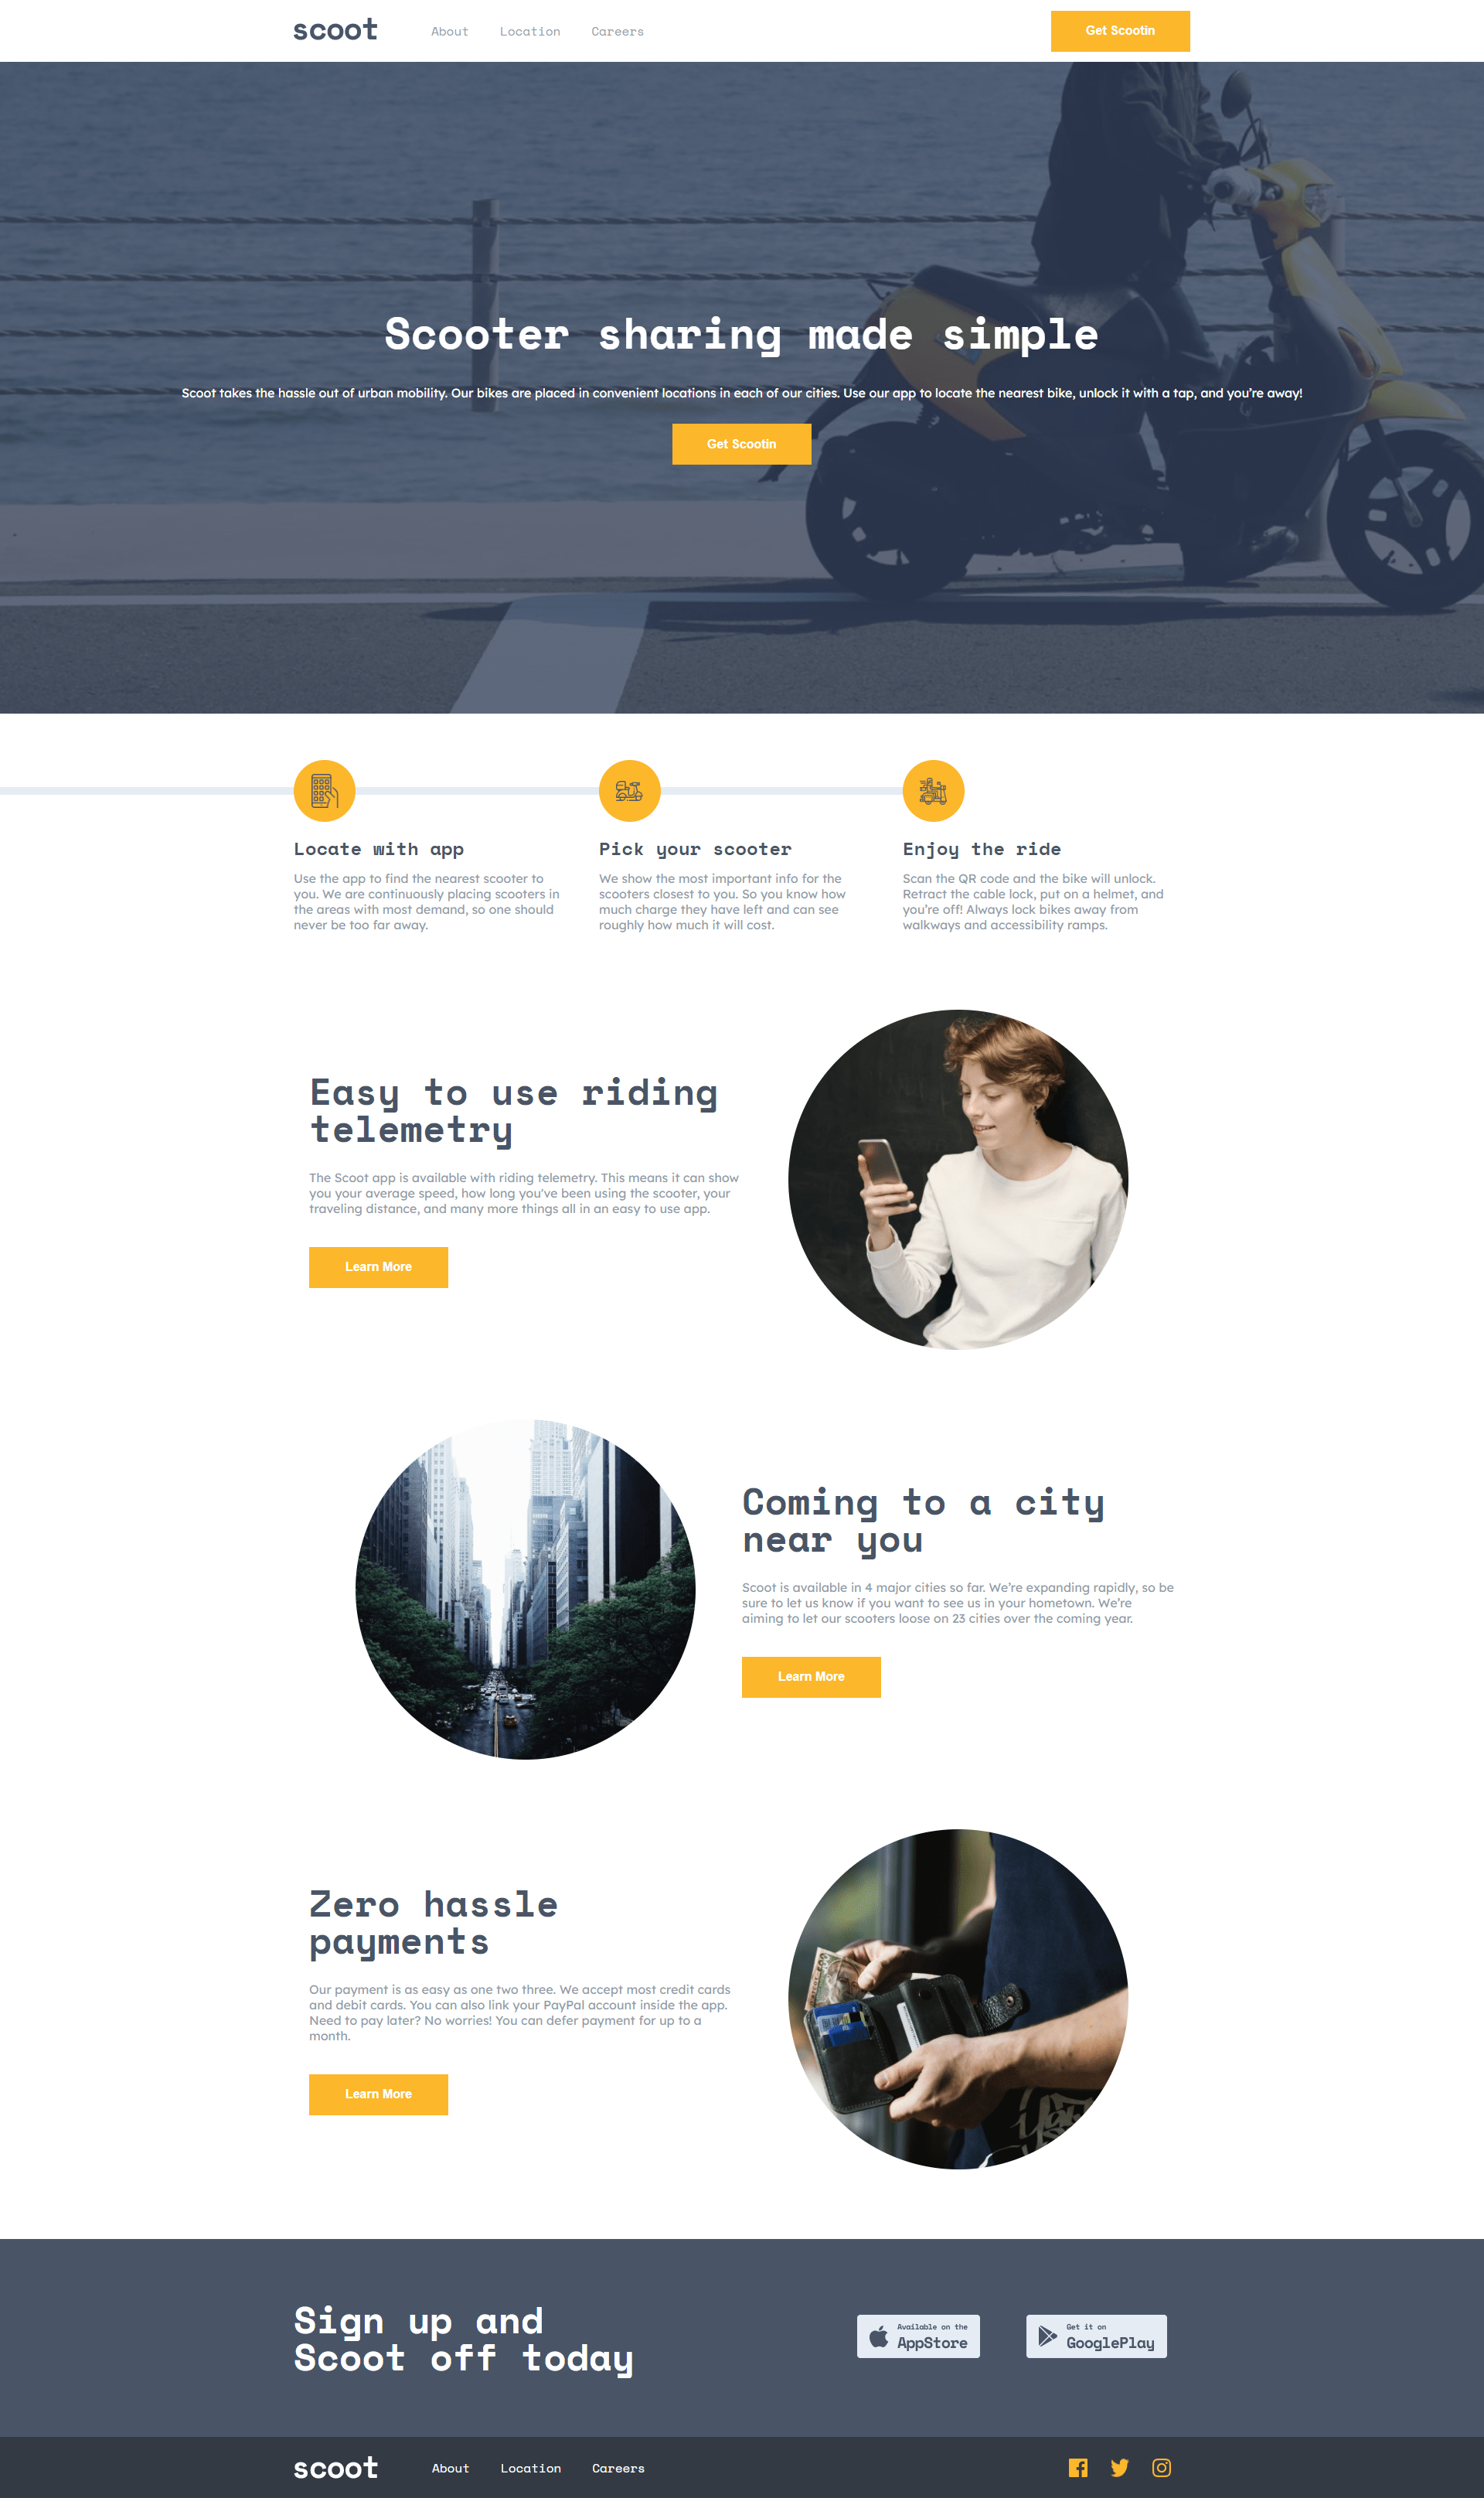 scoot
About
Location
Careers
Get Scootin
Scooter sharing made simple
Scoot takes the hassle out of urban mobility. Our bikes are placed in convenient locations in each of our cities. Use our app to locate the nearest bike, unlock it with a tap, and you’re away!
Get Scootin
Locate with app
Use the app to find the nearest scooter to
you. We are continuously placing scooters in
the areas with most demand, so one should
never be too far away.
Pick your scooter
We show the most important info for the
scooters closest to you. So you know how
much charge they have left and can see
roughly how much it will cost.
Enjoy the ride
Scan the QR code and the bike will unlock.
Retract the cable lock, put on a helmet, and
you’re off! Always lock bikes away from
walkways and accessibility ramps.
Easy to use riding
telemetry
The Scoot app is available with riding telemetry. This means it can show
you your average speed, how long you've been using the scooter, your
traveling distance, and many more things all in an easy to use app.
Learn More
Coming to a city
near you
Scoot is available in 4 major cities so far. We’re expanding rapidly, so be
sure to let us know if you want to see us in your hometown. We’re
aiming to let our scooters loose on 23 cities over the coming year.
Learn More
Zero hassle
payments
Our payment is as easy as one two three. We accept most credit cards
and debit cards. You can also link your PayPal account inside the app.
Need to pay later? No worries! You can defer payment for up to a
month.
Learn More
Sign up and
Scoot off today
Available on the
AppStore
Get it on
GooglePlay
scoot
About
Location
Careers